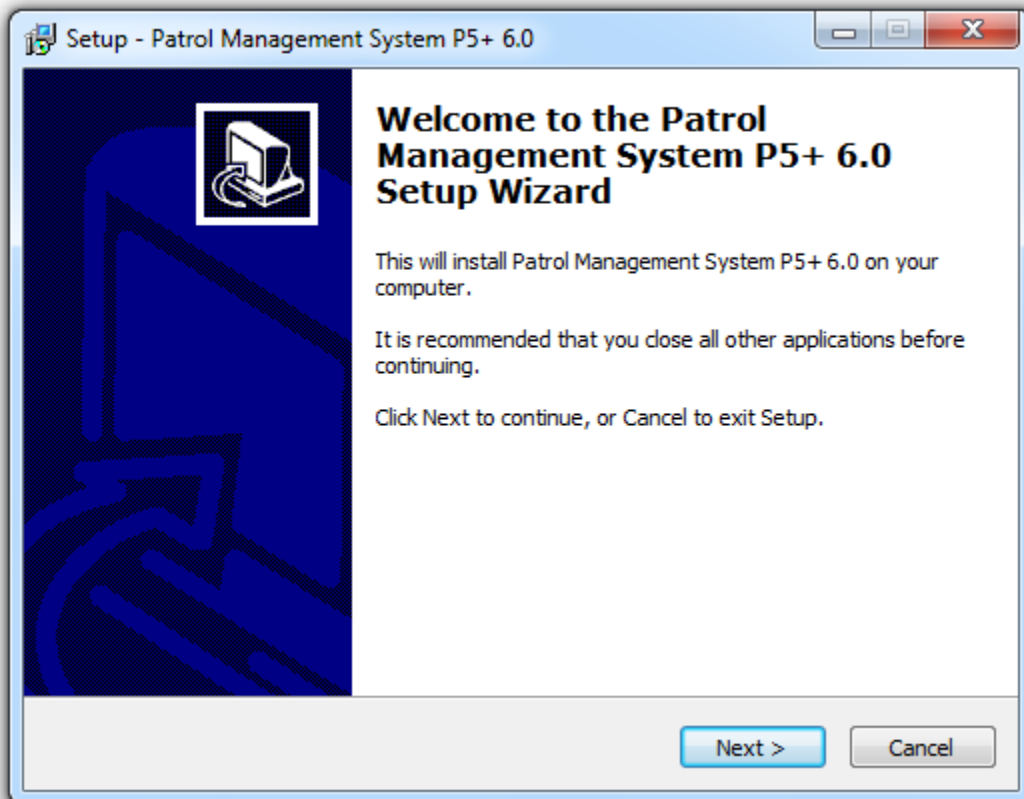 Setup - Patrol Management System P5+ 6.0
Welcome to the Patrol
Management System P5+ 6.0
Setup Wizard
This will install Patrol Management System P5+ 6.0 on your
computer.
It is recommended that you close all other applications before
continuing.
Click Next to continue, or Cancel to exit Setup.
Next >
Cancel